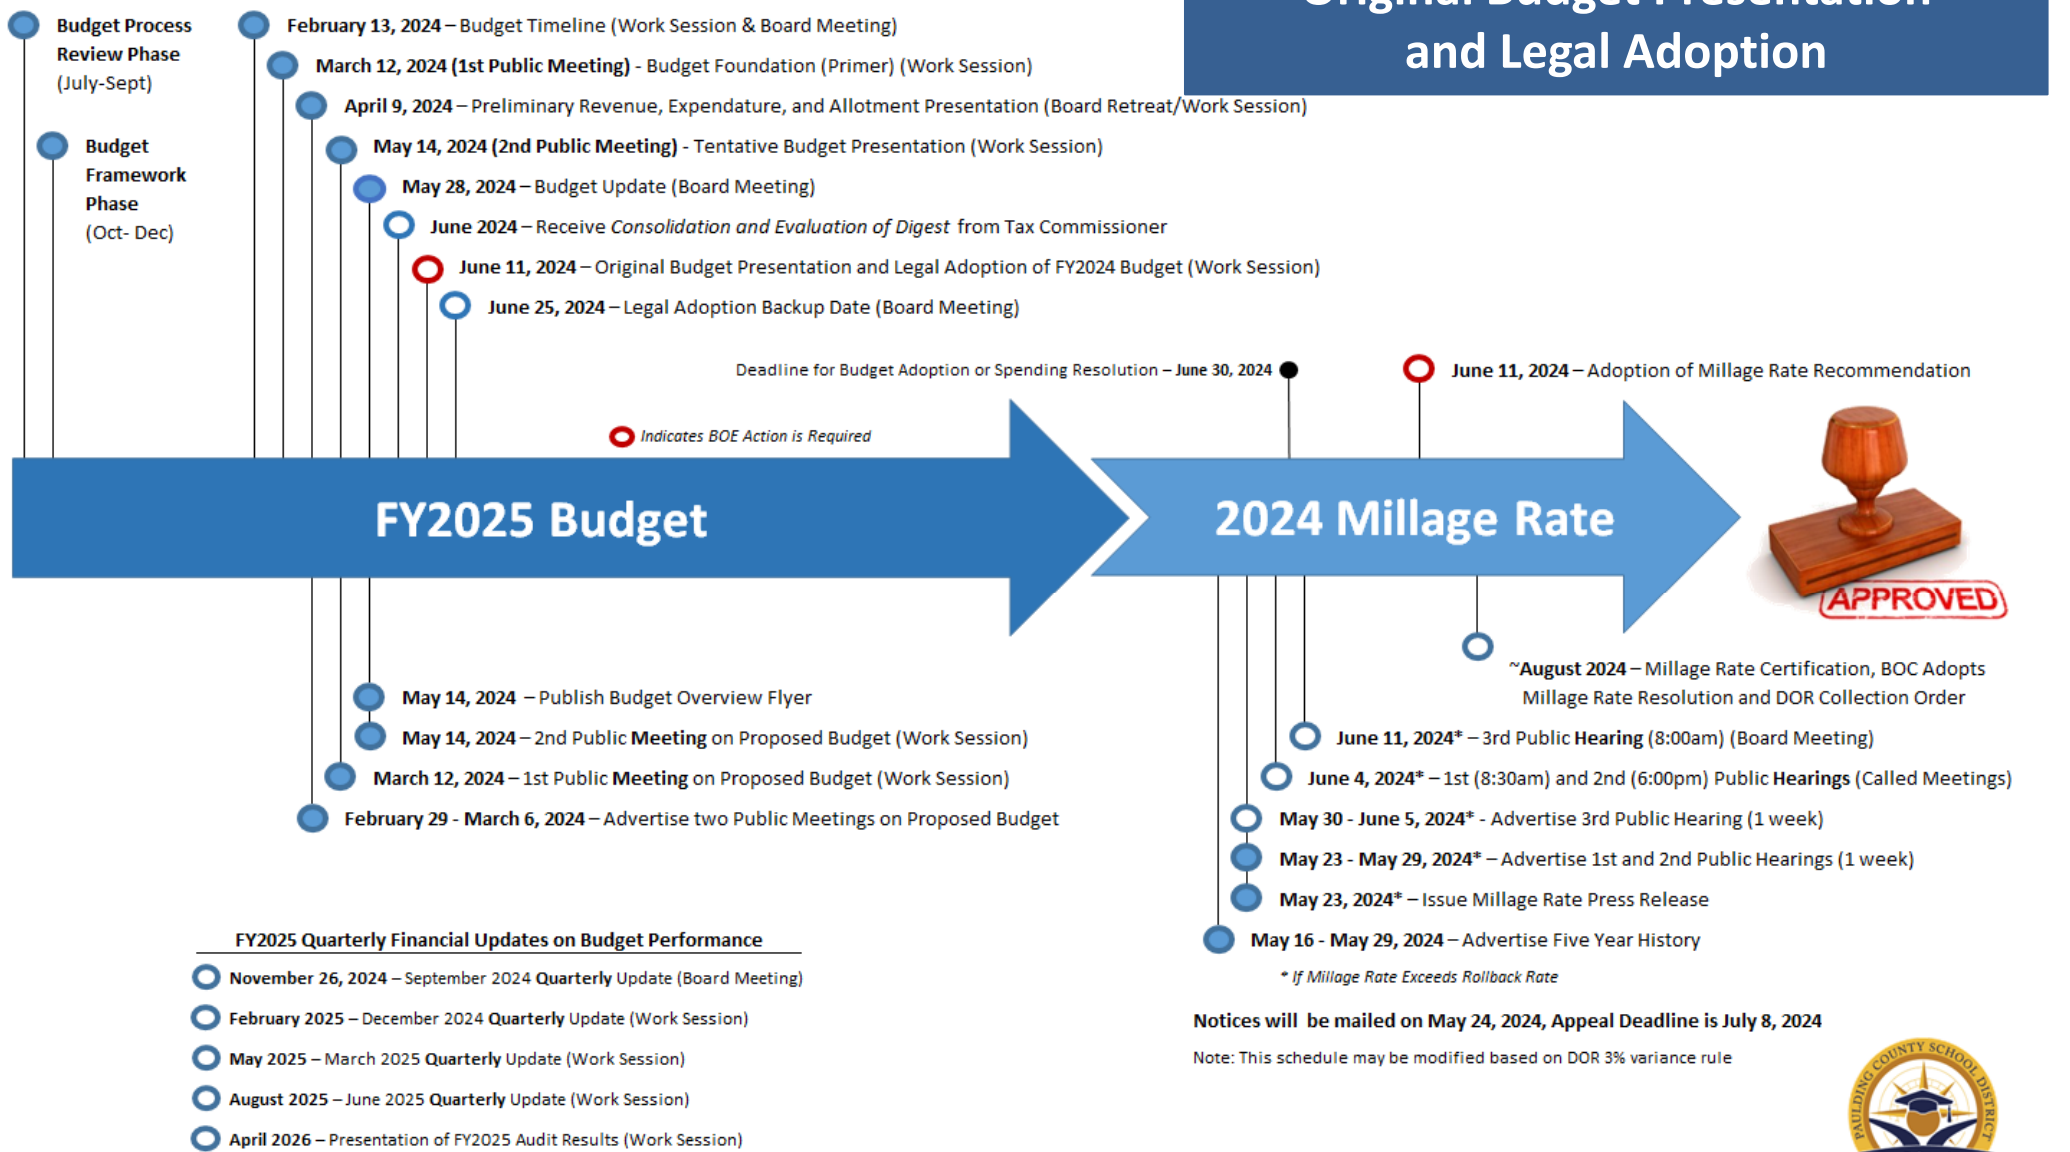 Original Budget Presentation
and Legal Adoption
Budget Process
Review Phase
(July-Sept)
Budget
Framework
Phase
(Oct- Dec)
February 13, 2024 – Budget Timeline (Work Session & Board Meeting)
March 12, 2024 (1st Public Meeting) - Budget Foundation (Primer) (Work Session)
April 9, 2024 – Preliminary Revenue, Expendature, and Allotment Presentation (Board Retreat/Work Session)
May 14, 2024 (2nd Public Meeting) - Tentative Budget Presentation (Work Session)
May 28, 2024 – Budget Update (Board Meeting)
June 2024 – Receive Consolidation and Evaluation of Digest from Tax Commissioner
June 11, 2024 – Original Budget Presentation and Legal Adoption of FY2024 Budget (Work Session)
June 25, 2024 – Legal Adoption Backup Date (Board Meeting)
Deadline for Budget Adoption or Spending Resolution – June 30, 2024
June 11, 2024 – Adoption of Millage Rate Recommendation
Indicates BOE Action is Required
FY2025 Budget
2024 Millage Rate
APPROVED
May 14, 2024 – Publish Budget Overview Flyer
May 14, 2024 – 2nd Public Meeting on Proposed Budget (Work Session)
March 12, 2024 – 1st Public Meeting on Proposed Budget (Work Session)
February 29 - March 6, 2024 – Advertise two Public Meetings on Proposed Budget
~August 2024 – Millage Rate Certification, BOC Adopts
Millage Rate Resolution and DOR Collection Order
June 11, 2024* – 3rd Public Hearing (8:00am) (Board Meeting)
June 4, 2024* – 1st (8:30am) and 2nd (6:00pm) Public Hearings (Called Meetings)
May 30 - June 5, 2024* - Advertise 3rd Public Hearing (1 week)
May 23 - May 29, 2024* – Advertise 1st and 2nd Public Hearings (1 week)
May 23, 2024* – Issue Millage Rate Press Release
May 16 - May 29, 2024 – Advertise Five Year History
* If Millage Rate Exceeds Rollback Rate
Notices will be mailed on May 24, 2024, Appeal Deadline is July 8, 2024
Note: This schedule may be modified based on DOR 3% variance rule
FY2025 Quarterly Financial Updates on Budget Performance
November 26, 2024 – September 2024 Quarterly Update (Board Meeting)
February 2025 – December 2024 Quarterly Update (Work Session)
May 2025 – March 2025 Quarterly Update (Work Session)
August 2025 – June 2025 Quarterly Update (Work Session)
April 2026 – Presentation of FY2025 Audit Results (Work Session)
PAULDING COUNTY SCHOOL DISTRICT